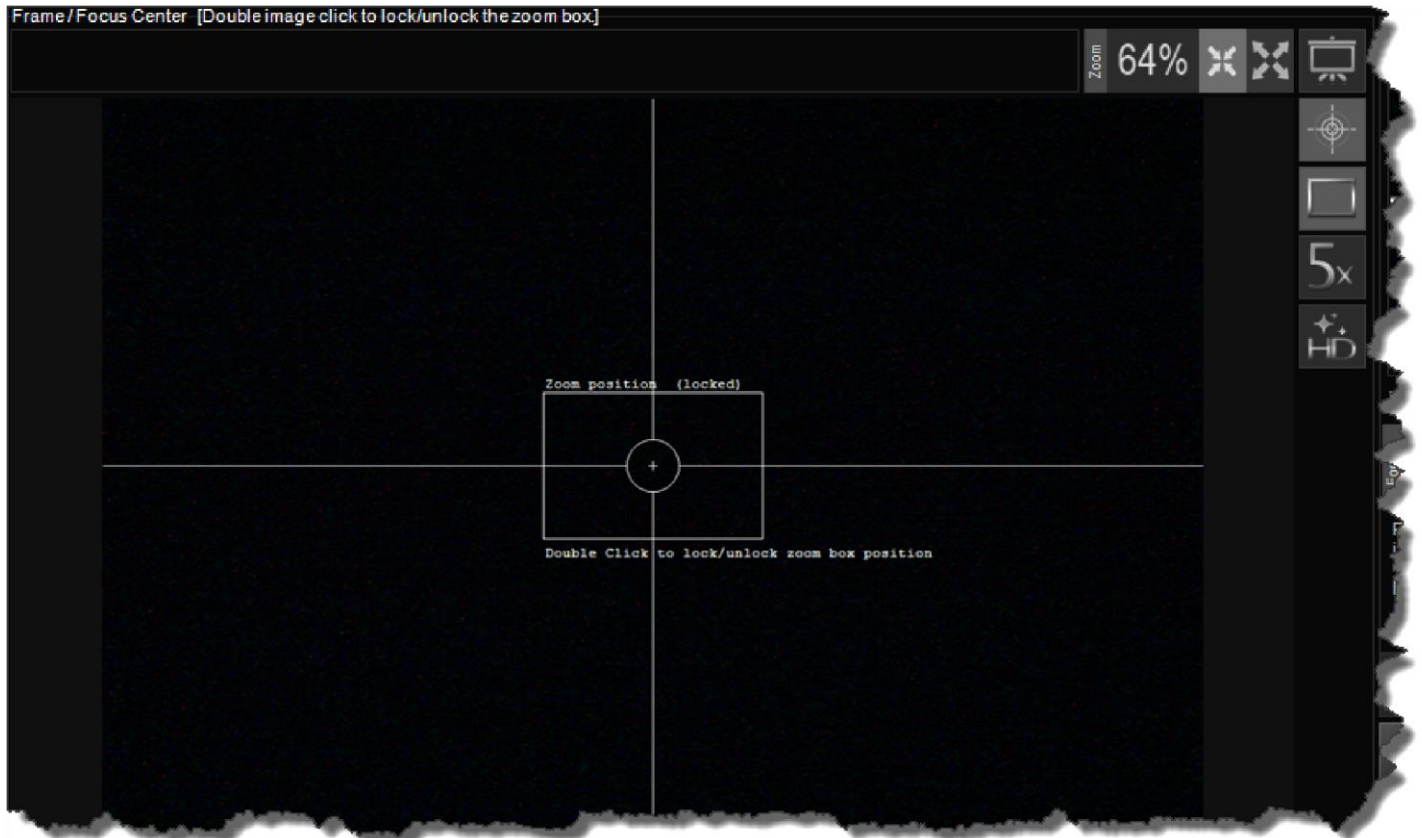 Frame / Focus Center [Double image click to lock/unlock the zoom box.]
Zoom
64%
5x
HD
Zoom position (locked)
Double Click to lock/unlock zoom box position